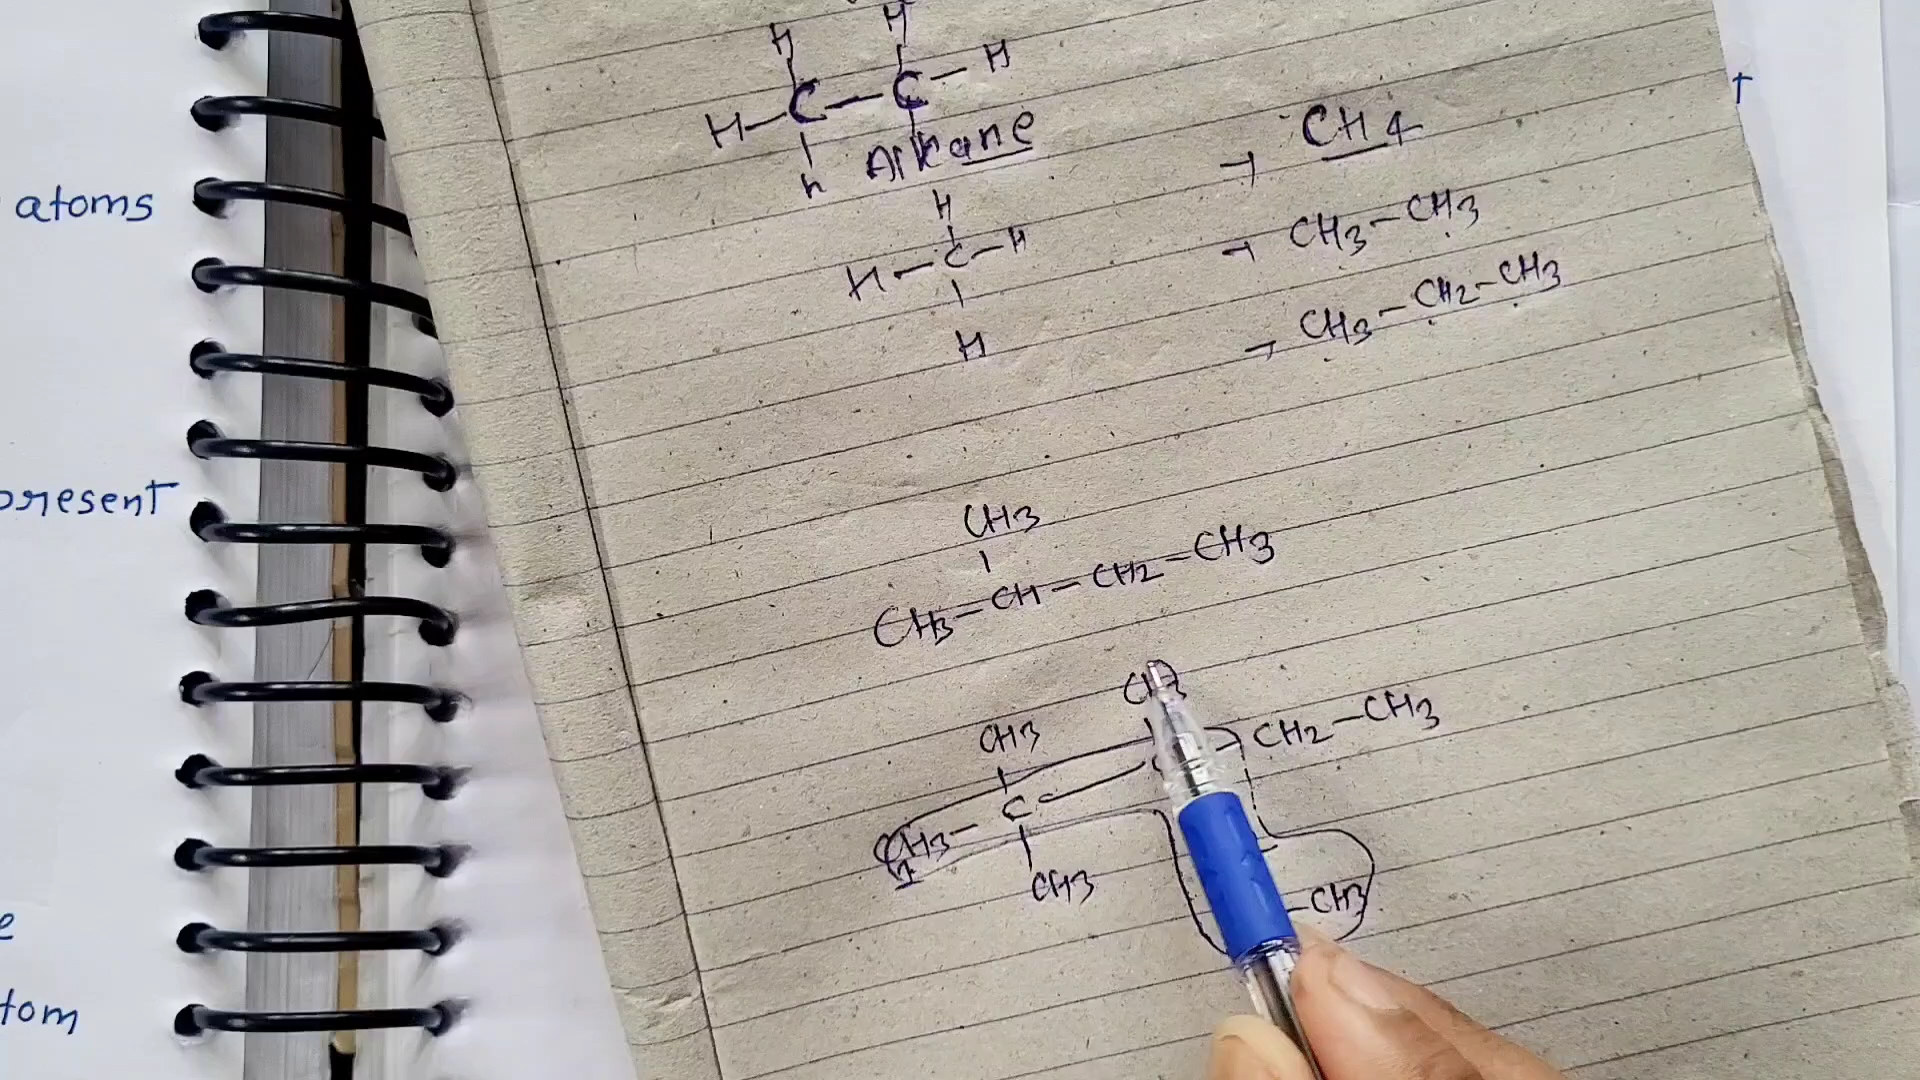 H H
H-C-C-H
H Alkane
H
H-C-H
H
→ CH4
→ CH3-CH3
→ CH3-CH2-CH3
CH3
CH3-CH-CH2-CH3
CH3
CH3 CH2-CH3
CH3-C
CH3
-CH3
atoms
present
tom